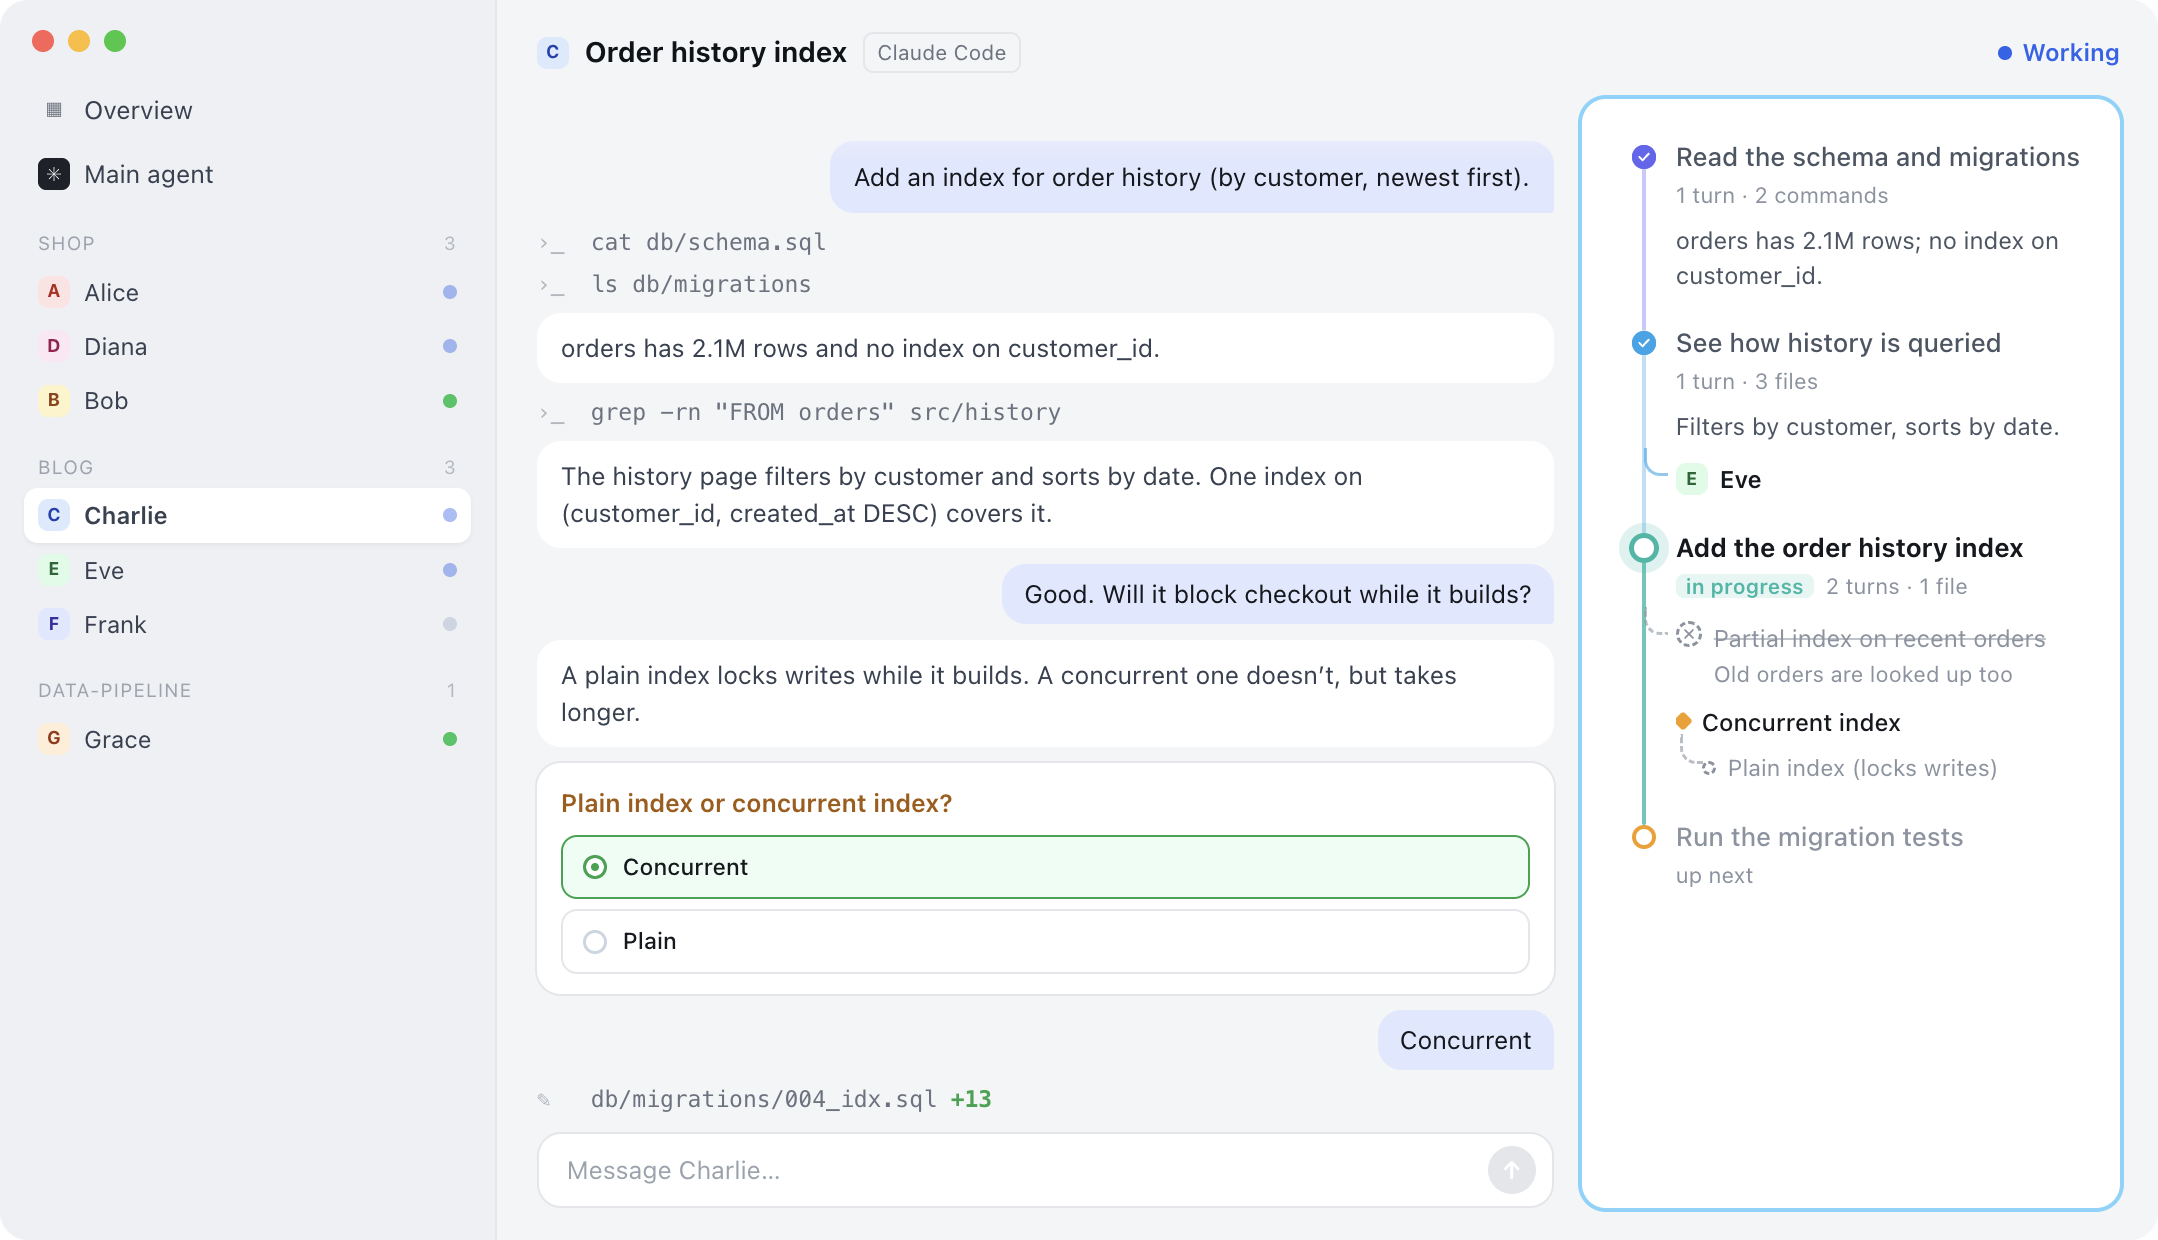 Overview
Main agent
SHOP 3
A Alice
D Diana
B Bob
BLOG 3
C Charlie
E Eve
F Frank
DATA-PIPELINE 1
G Grace
C Order history index Claude Code
Working
Add an index for order history (by customer, newest first).
›_ cat db/schema.sql
›_ ls db/migrations
orders has 2.1M rows and no index on customer_id.
›_ grep -rn "FROM orders" src/history
The history page filters by customer and sorts by date. One index on
(customer_id, created_at DESC) covers it.
Good. Will it block checkout while it builds?
A plain index locks writes while it builds. A concurrent one doesn’t, but takes
longer.
Plain index or concurrent index?
Concurrent
Plain
Concurrent
db/migrations/004_idx.sql +13
Message Charlie...
Read the schema and migrations
1 turn · 2 commands
orders has 2.1M rows; no index on
customer_id.
See how history is queried
1 turn · 3 files
Filters by customer, sorts by date.
E Eve
Add the order history index
in progress 2 turns · 1 file
Partial index on recent orders
Old orders are looked up too
Concurrent index
Plain index (locks writes)
Run the migration tests
up next